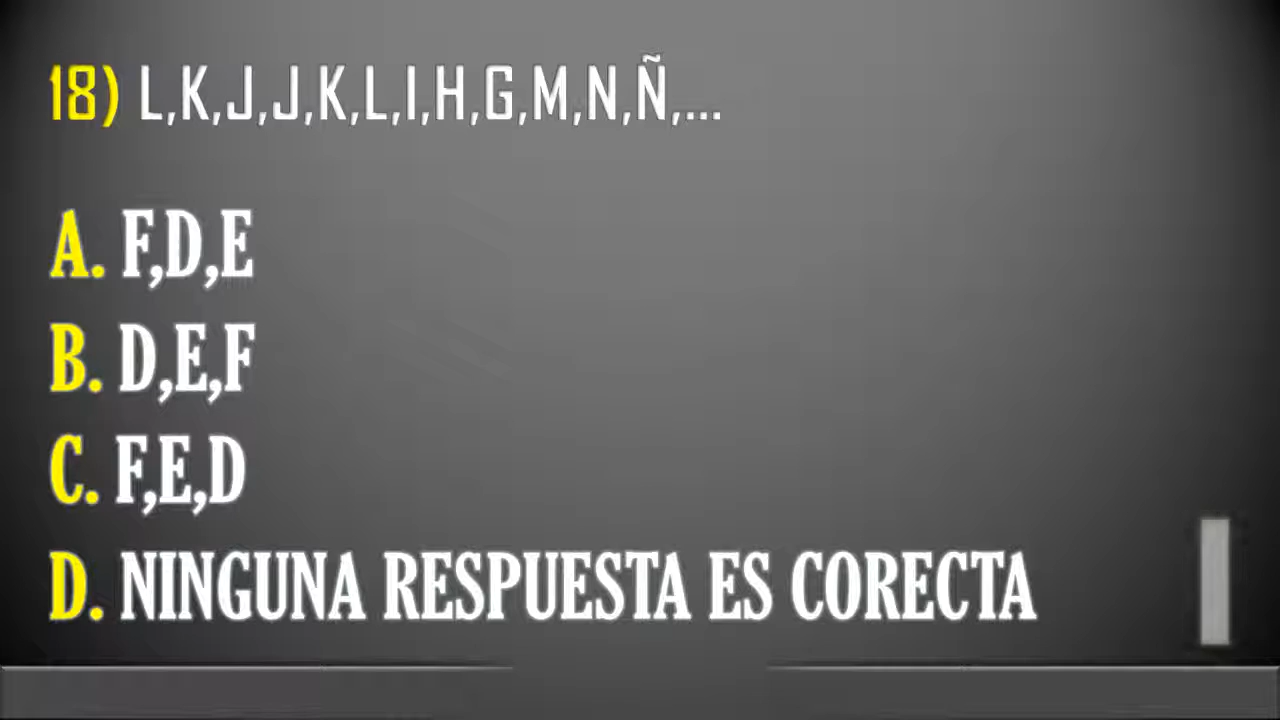 18) L,K,J,J,K,L,I,H,G,M,N,Ñ,...
A. F,D,E
B. D,E,F
C. F,E,D
D. NINGUNA RESPUESTA ES CORECTA